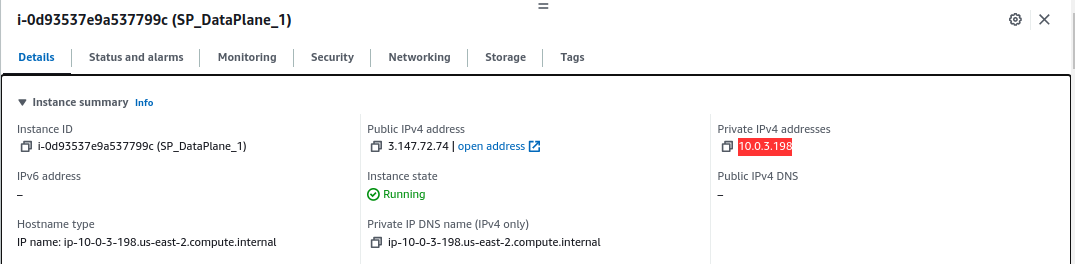 i-0d93537e9a537799c (SP_DataPlane_1)
Details Status and alarms Monitoring Security Networking Storage Tags
Instance summary Info
Instance ID
i-0d93537e9a537799c (SP_DataPlane_1)
Public IPv4 address
3.147.72.74 | open address
Private IPv4 addresses
10.0.3.198
IPv6 address
–
Instance state
Running
Public IPv4 DNS
–
Hostname type
IP name: ip-10-0-3-198.us-east-2.compute.internal
Private IP DNS name (IPv4 only)
ip-10-0-3-198.us-east-2.compute.internal